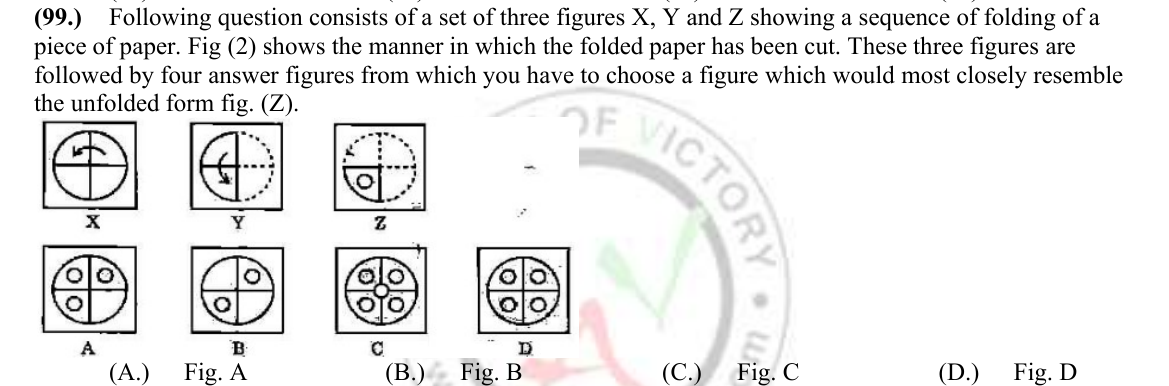 (99.) Following question consists of a set of three figures X, Y and Z showing a sequence of folding of a
piece of paper. Fig (2) shows the manner in which the folded paper has been cut. These three figures are
followed by four answer figures from which you have to choose a figure which would most closely resemble
the unfolded form fig. (Z).
OF VICTORY
X Y Z
A B C D
(A.) Fig. A (B.) Fig. B (C.) Fig. C (D.) Fig. D